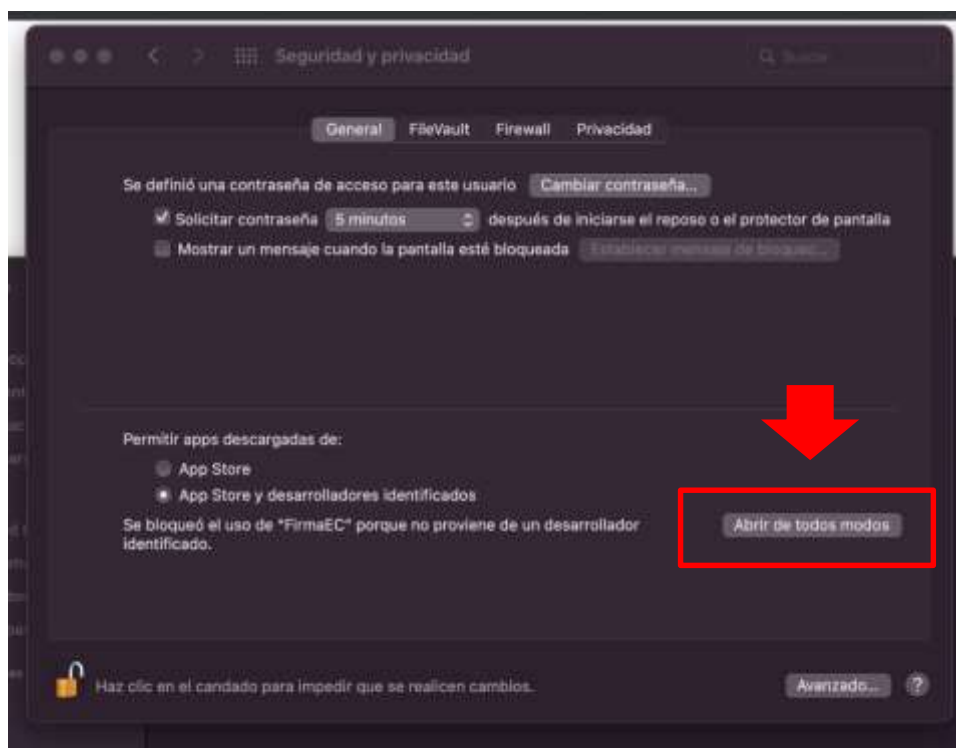 Seguridad y privacidad
Buscar
General FileVault Firewall Privacidad
Se definió una contraseña de acceso para este usuario Cambiar contraseña...
Solicitar contraseña 5 minutos después de iniciarse el reposo o el protector de pantalla
Mostrar un mensaje cuando la pantalla esté bloqueada Establecer mensaje de bloqueo...
Permitir apps descargadas de:
App Store
App Store y desarrolladores identificados
Se bloqueó el uso de "FirmaEC" porque no proviene de un desarrollador Abrir de todos modos
identificado.
Haz clic en el candado para impedir que se realicen cambios. Avanzado... ?